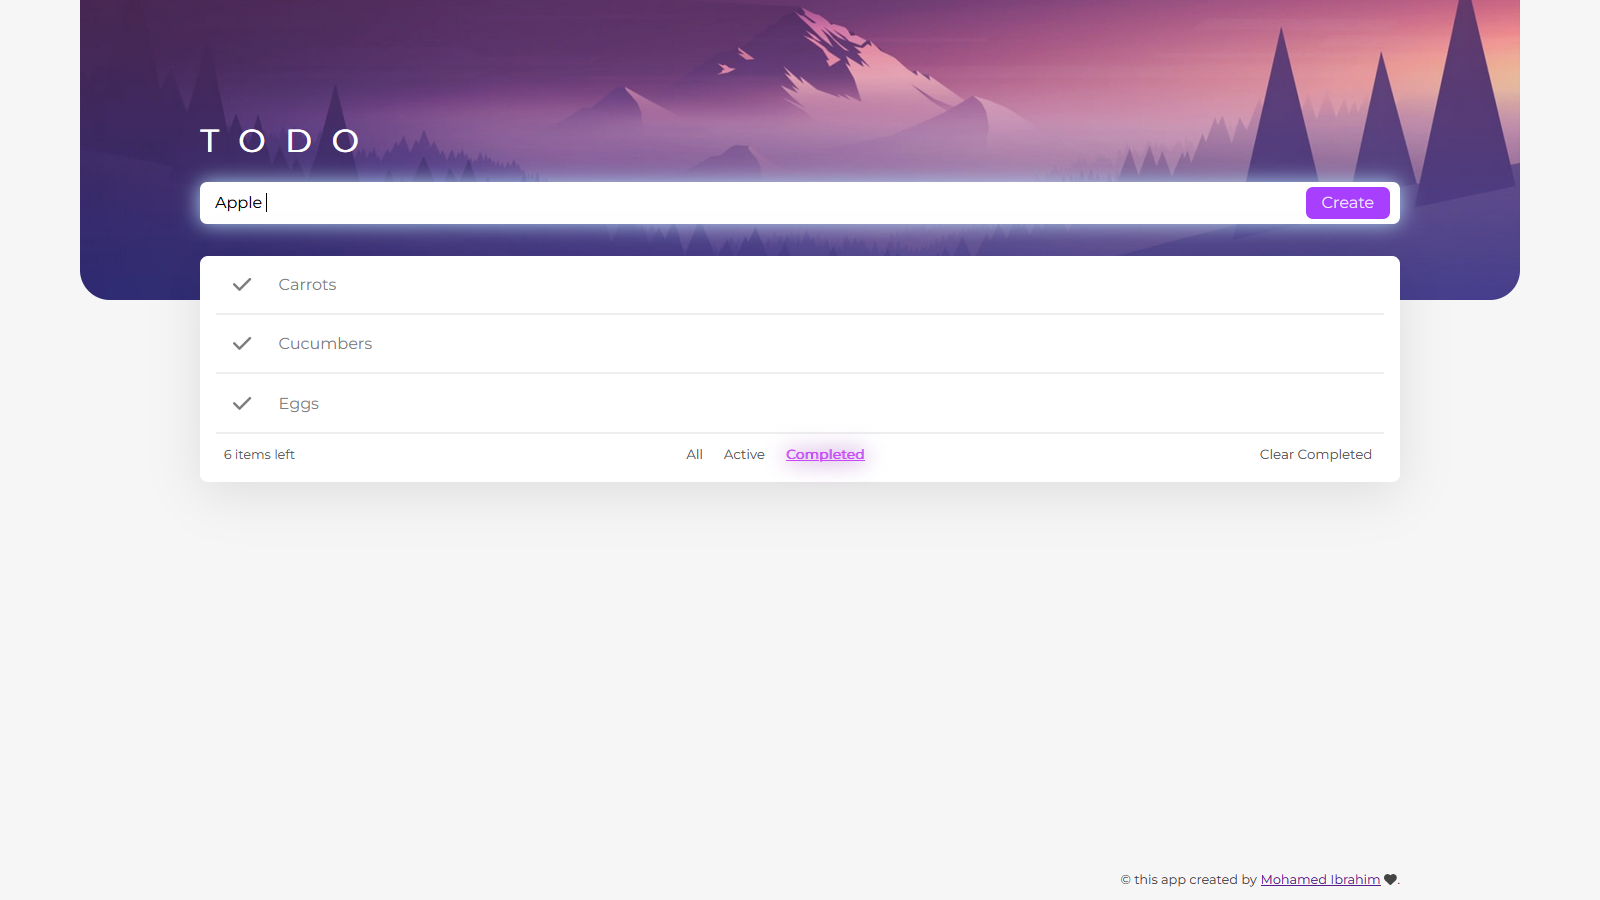 TODO
Apple
Create
Carrots
Cucumbers
Eggs
6 items left All Active Completed Clear Completed
© this app created by Mohamed Ibrahim 🖤.